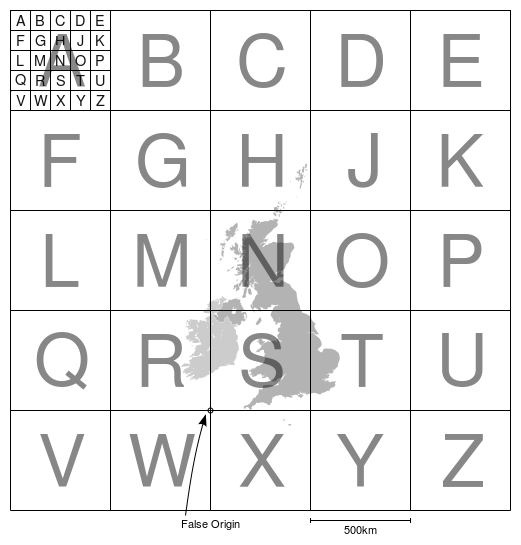 A B C D E
F G H J K
L M N O P
Q R S T U
V W X Y Z
A B C D E
F G H J K
L M N O P
Q R S T U
V W X Y Z
False Origin
500km